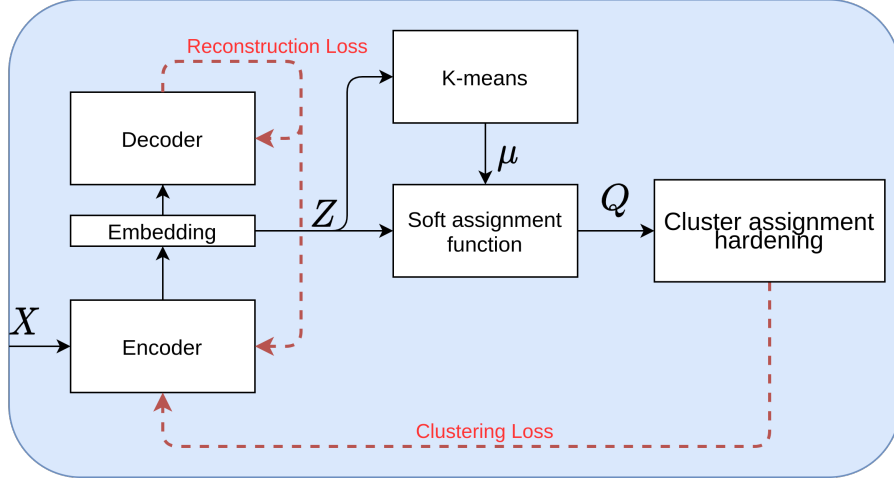 Reconstruction Loss
K-means
Decoder
μ
Embedding
Z
Soft assignment
function
Q
Cluster assignment
hardening
X
Encoder
Clustering Loss